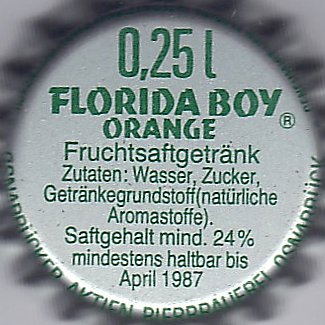 0,25 l
FLORIDA BOY ®
ORANGE
Fruchtsaftgetränk
Zutaten: Wasser, Zucker,
Getränkegrundstoff(natürliche
Aromastoffe).
Saftgehalt mind. 24%
mindestens haltbar bis
April 1987
OSNABRÜCKER AKTIEN BIERBRAUEREI OSNABRÜCK